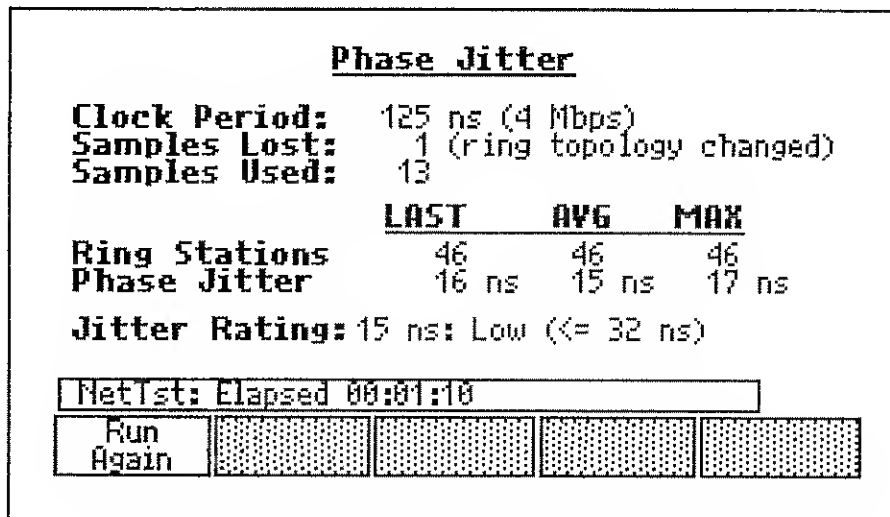 Phase Jitter
Clock Period: 125 ns (4 Mbps)
Samples Lost: 1 (ring topology changed)
Samples Used: 13
LAST AVG MAX
Ring Stations 46 46 46
Phase Jitter 16 ns 15 ns 17 ns
Jitter Rating: 15 ns: Low (<= 32 ns)
NetTst: Elapsed 00:01:10
Run
Again